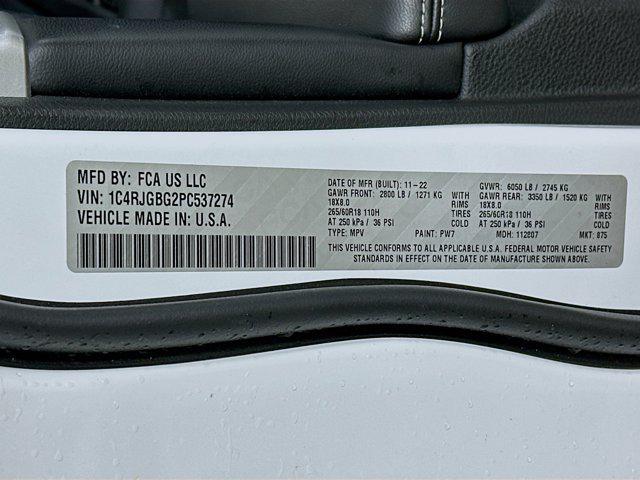 MFD BY: FCA US LLC
VIN: 1C4RJGBG2PC537274
VEHICLE MADE IN: U.S.A.
DATE OF MFR (BUILT): 11-22
GVWR: 6050 LB / 2745 KG
GAWR FRONT: 2800 LB / 1271 KG WITH
GAWR REAR: 3350 LB / 1520 KG WITH
18X8.0 RIMS
18X8.0 RIMS
265/60R18 110H
265/60R18 110H
AT 250 kPa / 36 PSI COLD
AT 250 kPa / 36 PSI COLD
TYPE: MPV PAINT: PW7 MDH: 112807 MKT: 875
THIS VEHICLE CONFORMS TO ALL APPLICABLE U.S.A. FEDERAL MOTOR VEHICLE SAFETY
STANDARDS IN EFFECT ON THE DATE OF MANUFACTURE SHOWN ABOVE.